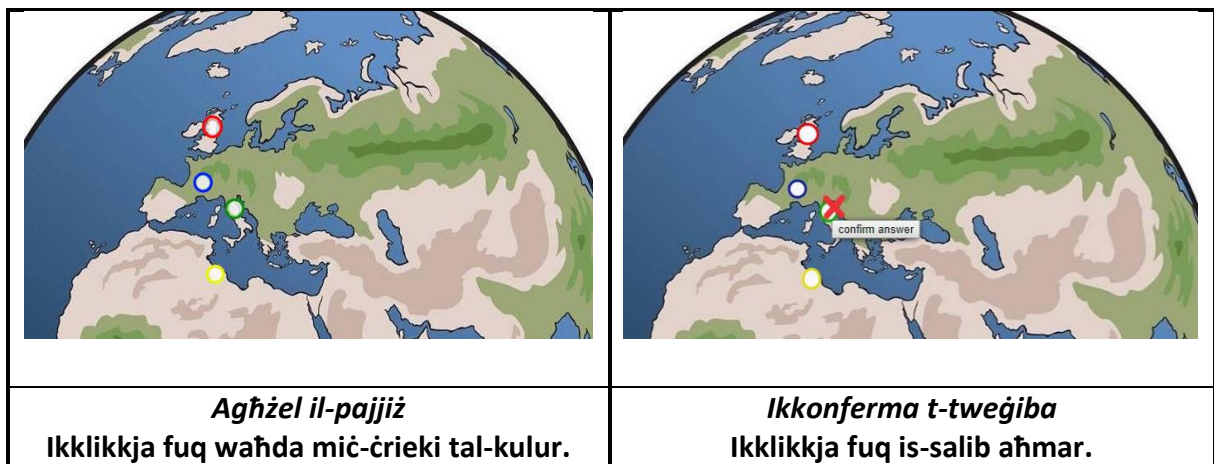 confirm answer
Agħżel il-pajjiż
Ikklikkja fuq waħda miċ-ċrieki tal-kulur.
Ikkonferma t-tweġiba
Ikklikkja fuq is-salib aħmar.